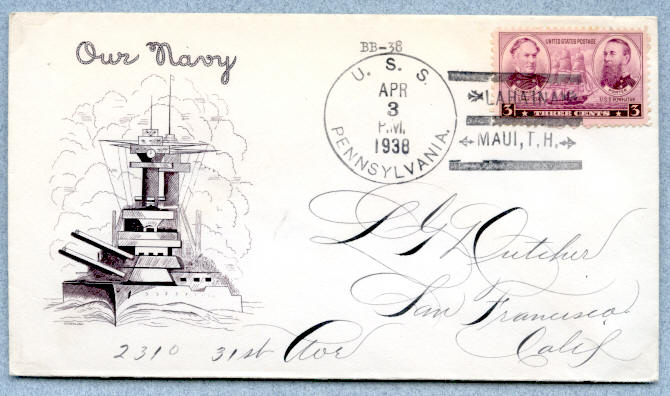 Our Navy
BB-38
U. S. S.
APR
3
P.M.
1938
PENNSYLVANIA.
UNITED STATES POSTAGE
3 THREE CENTS 3
LAHAINA
MAUI, T.H.
L G Dutcher
San Francisco
Calif
2310 31st Ave